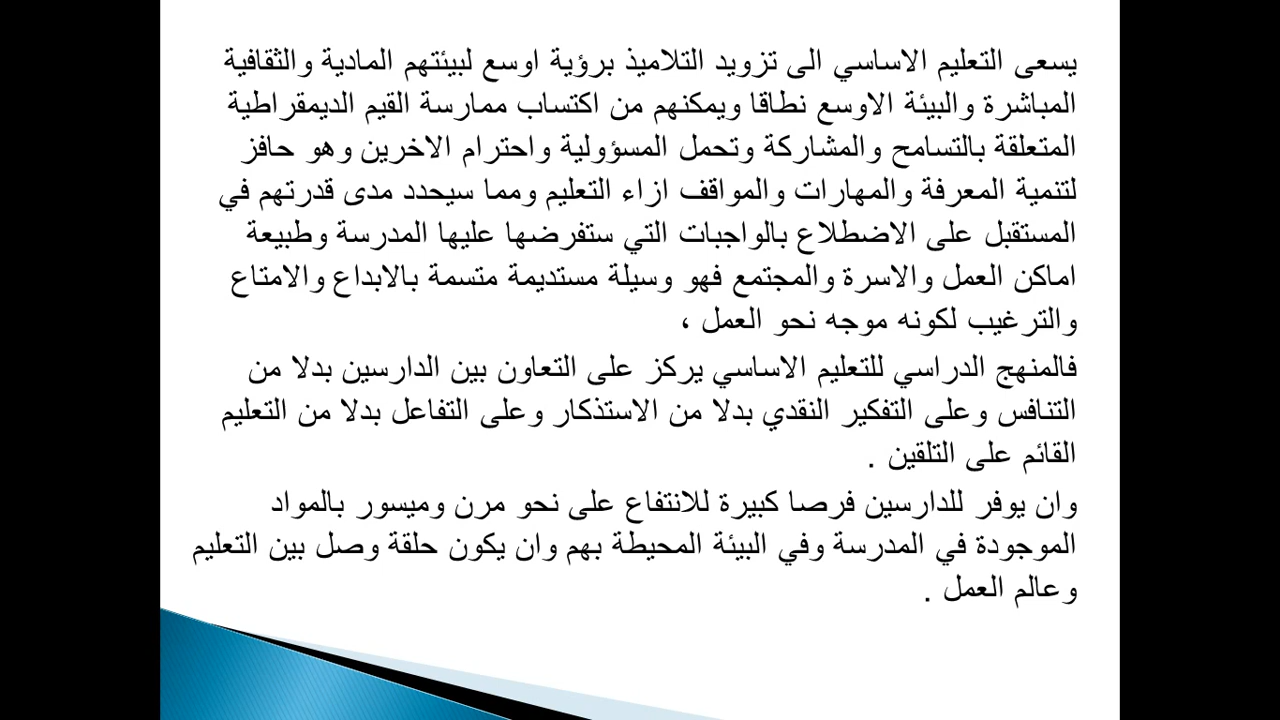 يسعى التعليم الاساسي الى تزويد التلاميذ برؤية اوسع لبيئتهم المادية والثقافية
المباشرة والبيئة الاوسع نطاقا ويمكنهم من اكتساب ممارسة القيم الديمقراطية
المتعلقة بالتسامح والمشاركة وتحمل المسؤولية واحترام الاخرين وهو حافز
لتنمية المعرفة والمهارات والمواقف ازاء التعليم ومما سيحدد مدى قدرتهم في
المستقبل على الاضطلاع بالواجبات التي ستفرضها عليها المدرسة وطبيعة
اماكن العمل والاسرة والمجتمع فهو وسيلة مستديمة متسمة بالابداع والامتاع
والترغيب لكونه موجه نحو العمل ،
فالمنهج الدراسي للتعليم الاساسي يركز على التعاون بين الدارسين بدلا من
التنافس وعلى التفكير النقدي بدلا من الاستذكار وعلى التفاعل بدلا من التعليم
القائم على التلقين .
وان يوفر للدارسين فرصا كبيرة للانتفاع على نحو مرن وميسور بالمواد
الموجودة في المدرسة وفي البيئة المحيطة بهم وان يكون حلقة وصل بين التعليم
وعالم العمل .